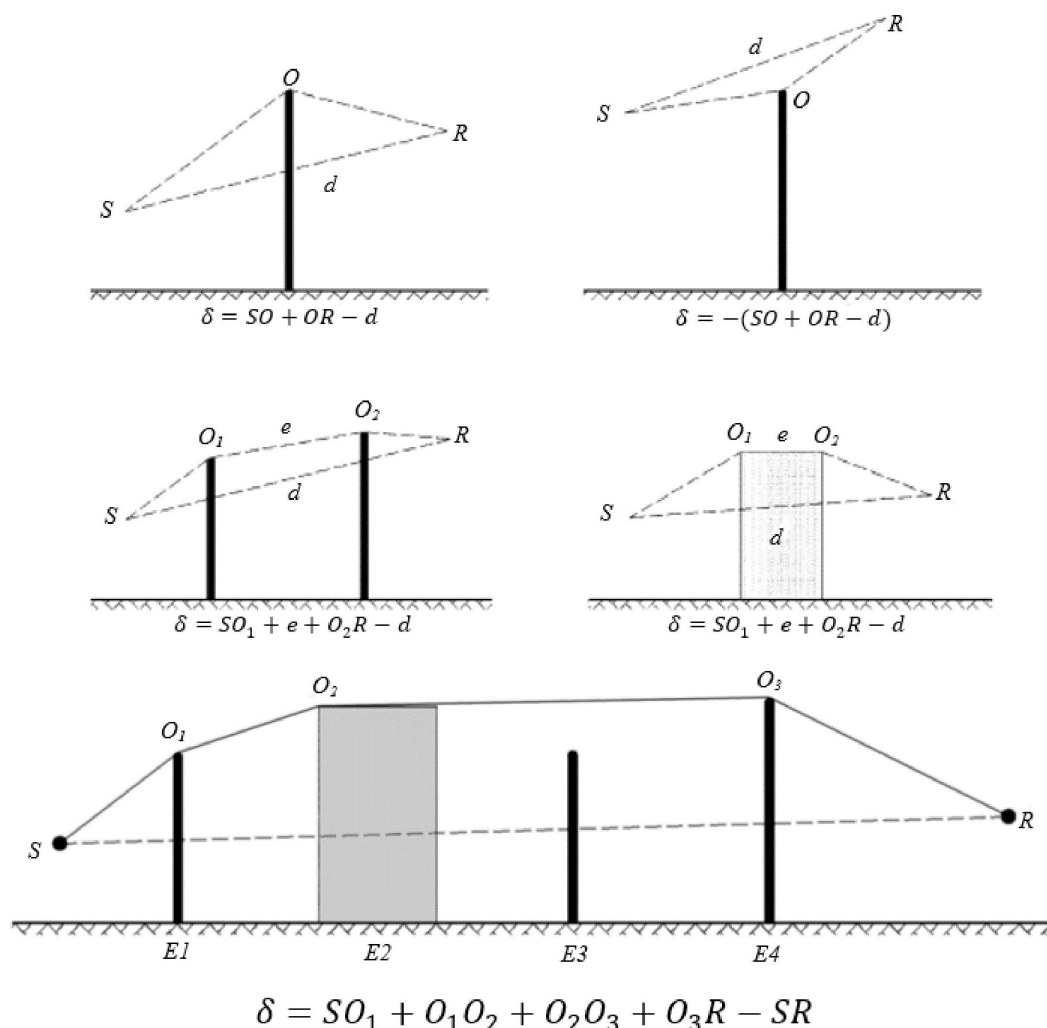 O
d
R
S
δ = SO + OR − d
d
R
S
O
δ = −(SO + OR − d)
O₁
e
O₂
R
S
d
δ = SO₁ + e + O₂R − d
O₁
e
O₂
S
R
d
δ = SO₁ + e + O₂R − d
O₁
O₂
O₃
S
R
E1
E2
E3
E4
δ = SO₁ + O₁O₂ + O₂O₃ + O₃R − SR